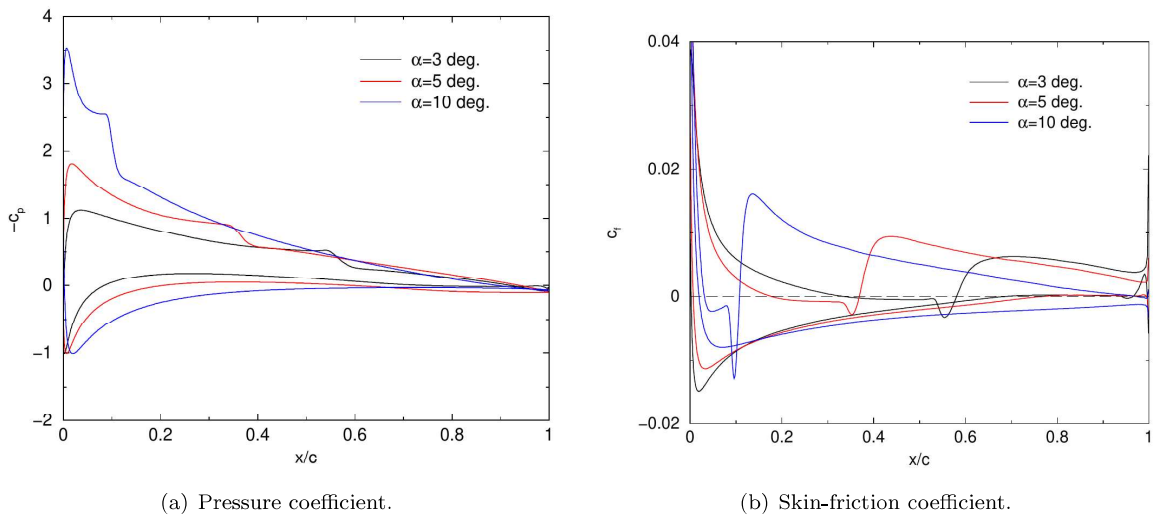 4
3
2
1
0
−1
−2
−cp
α=3 deg.
α=5 deg.
α=10 deg.
0
0.2
0.4
0.6
0.8
1
x/c
(a) Pressure coefficient.
0.04
0.02
0
−0.02
cf
α=3 deg.
α=5 deg.
α=10 deg.
0
0.2
0.4
0.6
0.8
1
x/c
(b) Skin-friction coefficient.